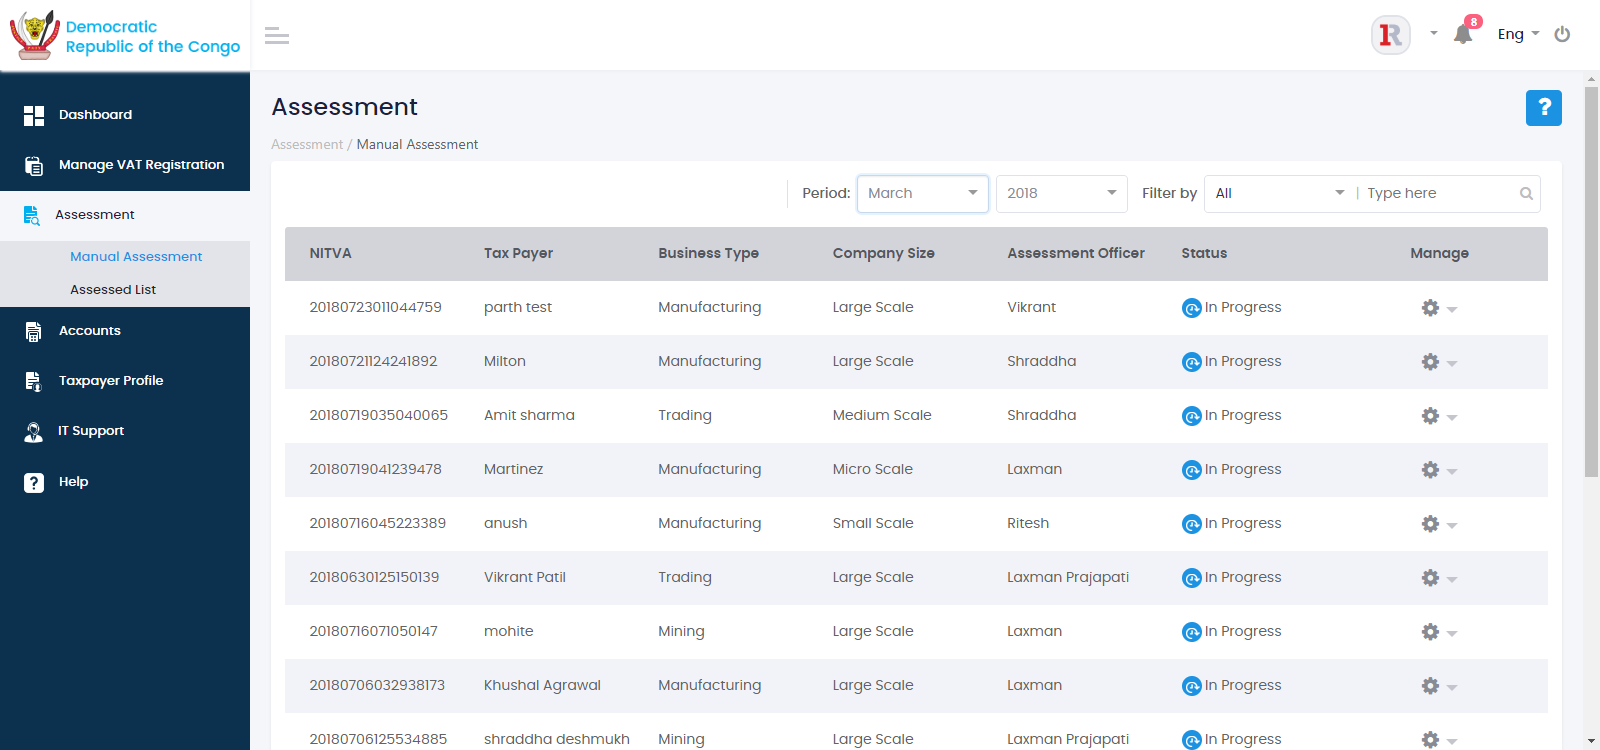 Democratic
Republic of the Congo
1R
8
Eng
Dashboard
Manage VAT Registration
Assessment
Manual Assessment
Assessed List
Accounts
Taxpayer Profile
IT Support
? Help
Assessment
?
Assessment / Manual Assessment
Period: March 2018 Filter by All | Type here
NITVA Tax Payer Business Type Company Size Assessment Officer Status Manage
20180723011044759 parth test Manufacturing Large Scale Vikrant In Progress
20180721124241892 Milton Manufacturing Large Scale Shraddha In Progress
20180719035040065 Amit sharma Trading Medium Scale Shraddha In Progress
20180719041239478 Martinez Manufacturing Micro Scale Laxman In Progress
20180716045223389 anush Manufacturing Small Scale Ritesh In Progress
20180630125150139 Vikrant Patil Trading Large Scale Laxman Prajapati In Progress
20180716071050147 mohite Mining Large Scale Laxman In Progress
20180706032938173 Khushal Agrawal Manufacturing Large Scale Laxman In Progress
20180706125534885 shraddha deshmukh Mining Large Scale Laxman Prajapati In Progress